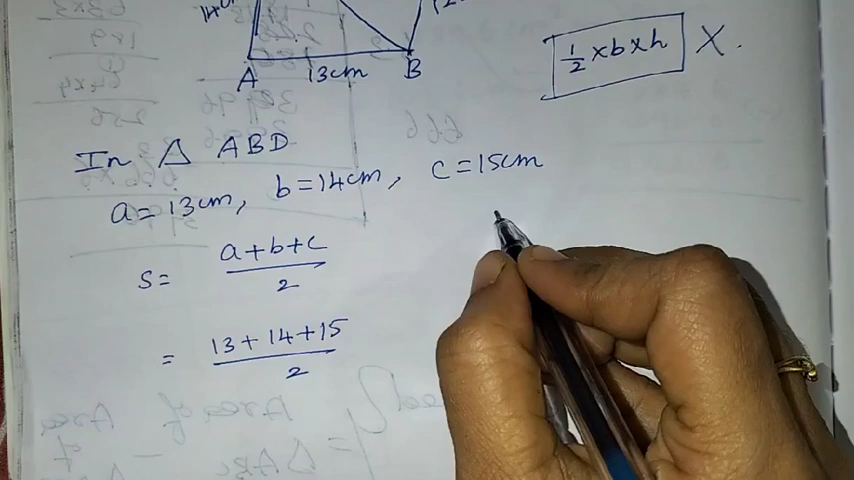 A 13cm B
1/2 × b × h X.
In △ ABD
a = 13cm, b = 14cm, c = 15cm
s = a+b+c / 2
= 13+14+15 / 2